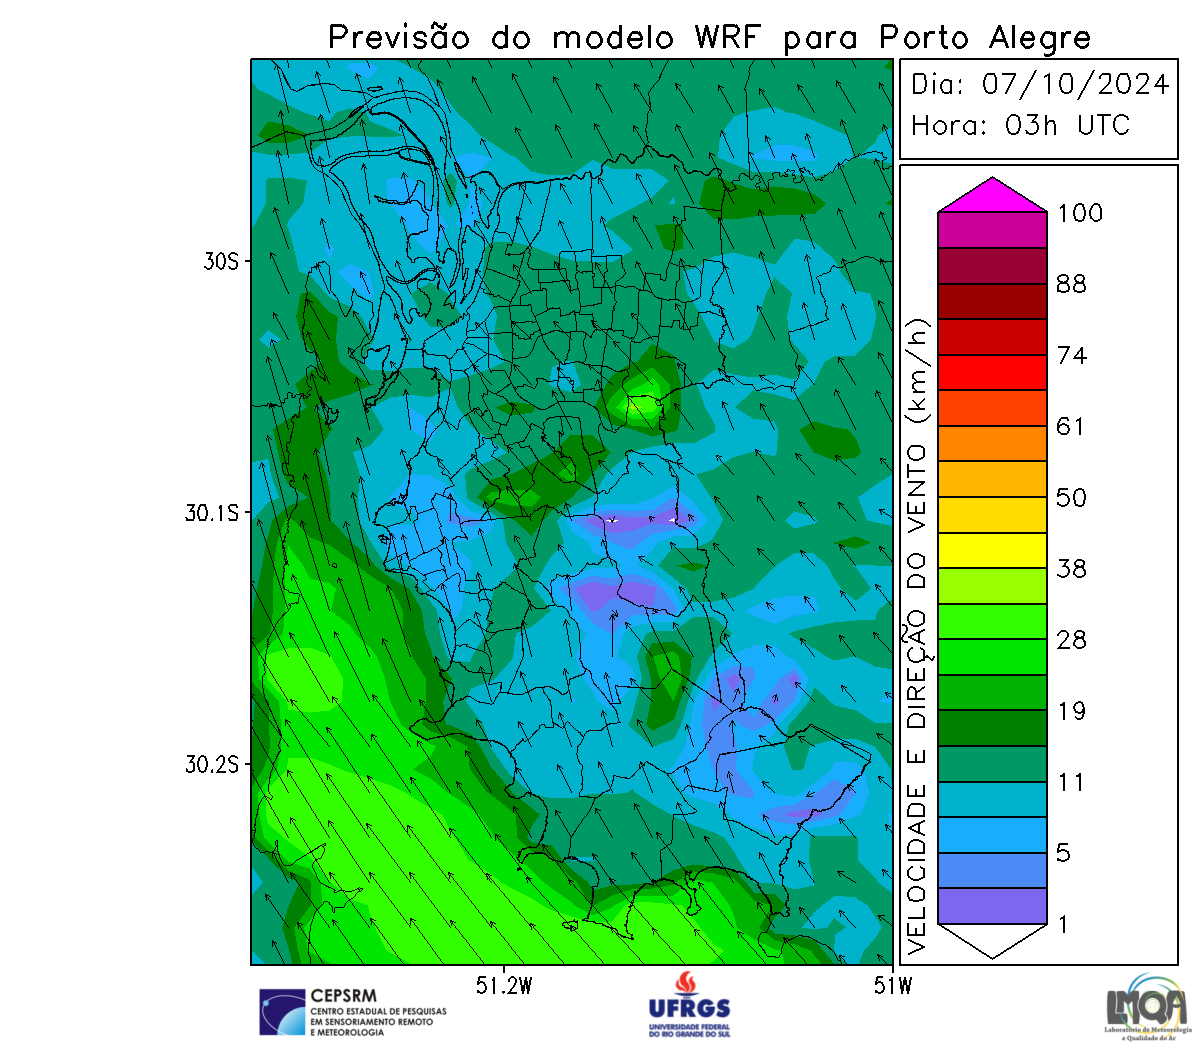 Previsão do modelo WRF para Porto Alegre
Dia: 07/10/2024
Hora: 03h UTC
30S
30.1S
30.2S
51.2W
51W
VELOCIDADE E DIREÇÃO DO VENTO (km/h)
100
88
74
61
50
38
28
19
11
5
1
CEPSRM
CENTRO ESTADUAL DE PESQUISAS
EM SENSORIAMENTO REMOTO
E METEOROLOGIA
UFRGS
UNIVERSIDADE FEDERAL
DO RIO GRANDE DO SUL
LMQA
Laboratório de Meteorologia
e Qualidade do Ar